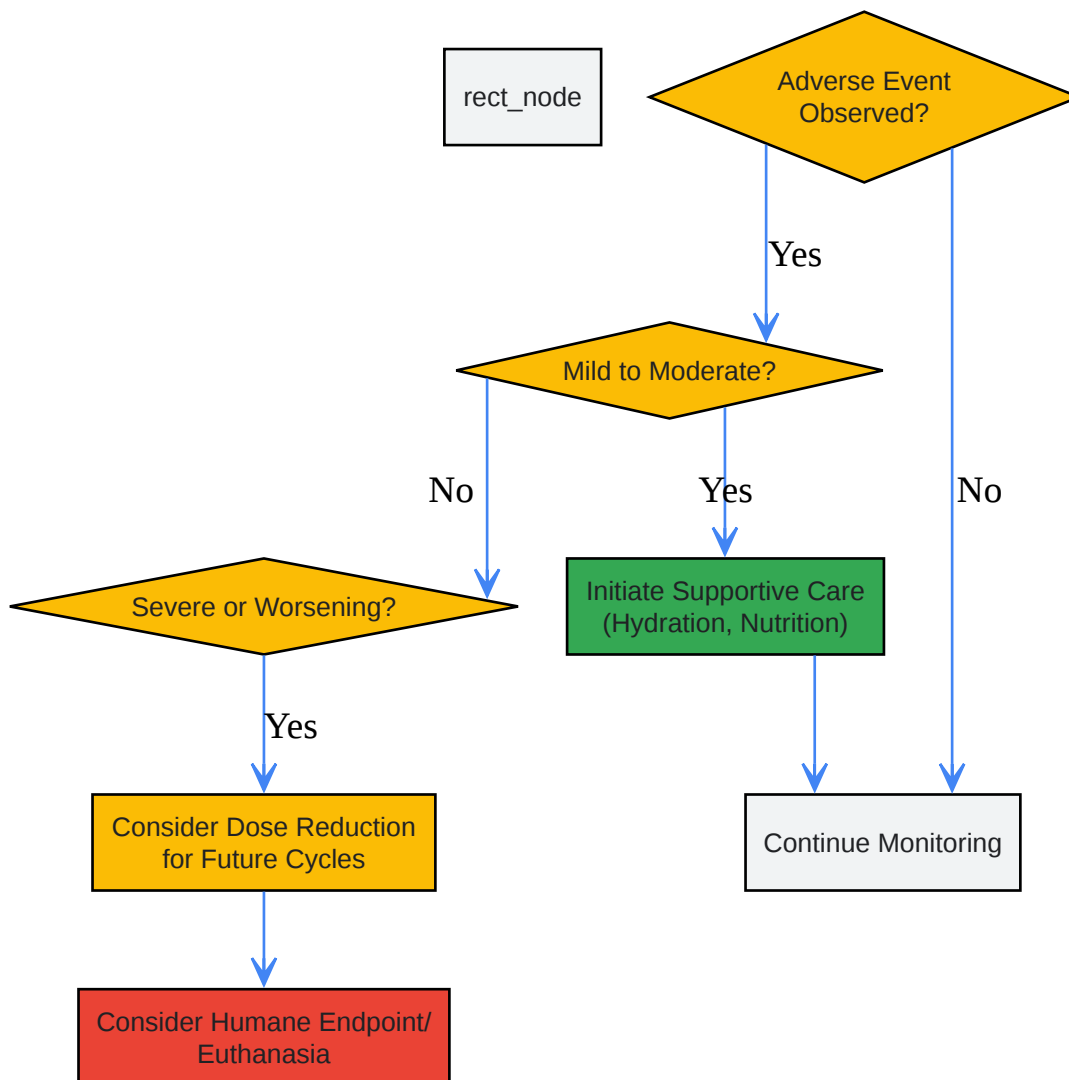 rect_node
Adverse Event
Observed?
Yes
Mild to Moderate?
No
Yes
No
Severe or Worsening?
Initiate Supportive Care
(Hydration, Nutrition)
Yes
Consider Dose Reduction
for Future Cycles
Continue Monitoring
Consider Humane Endpoint/
Euthanasia